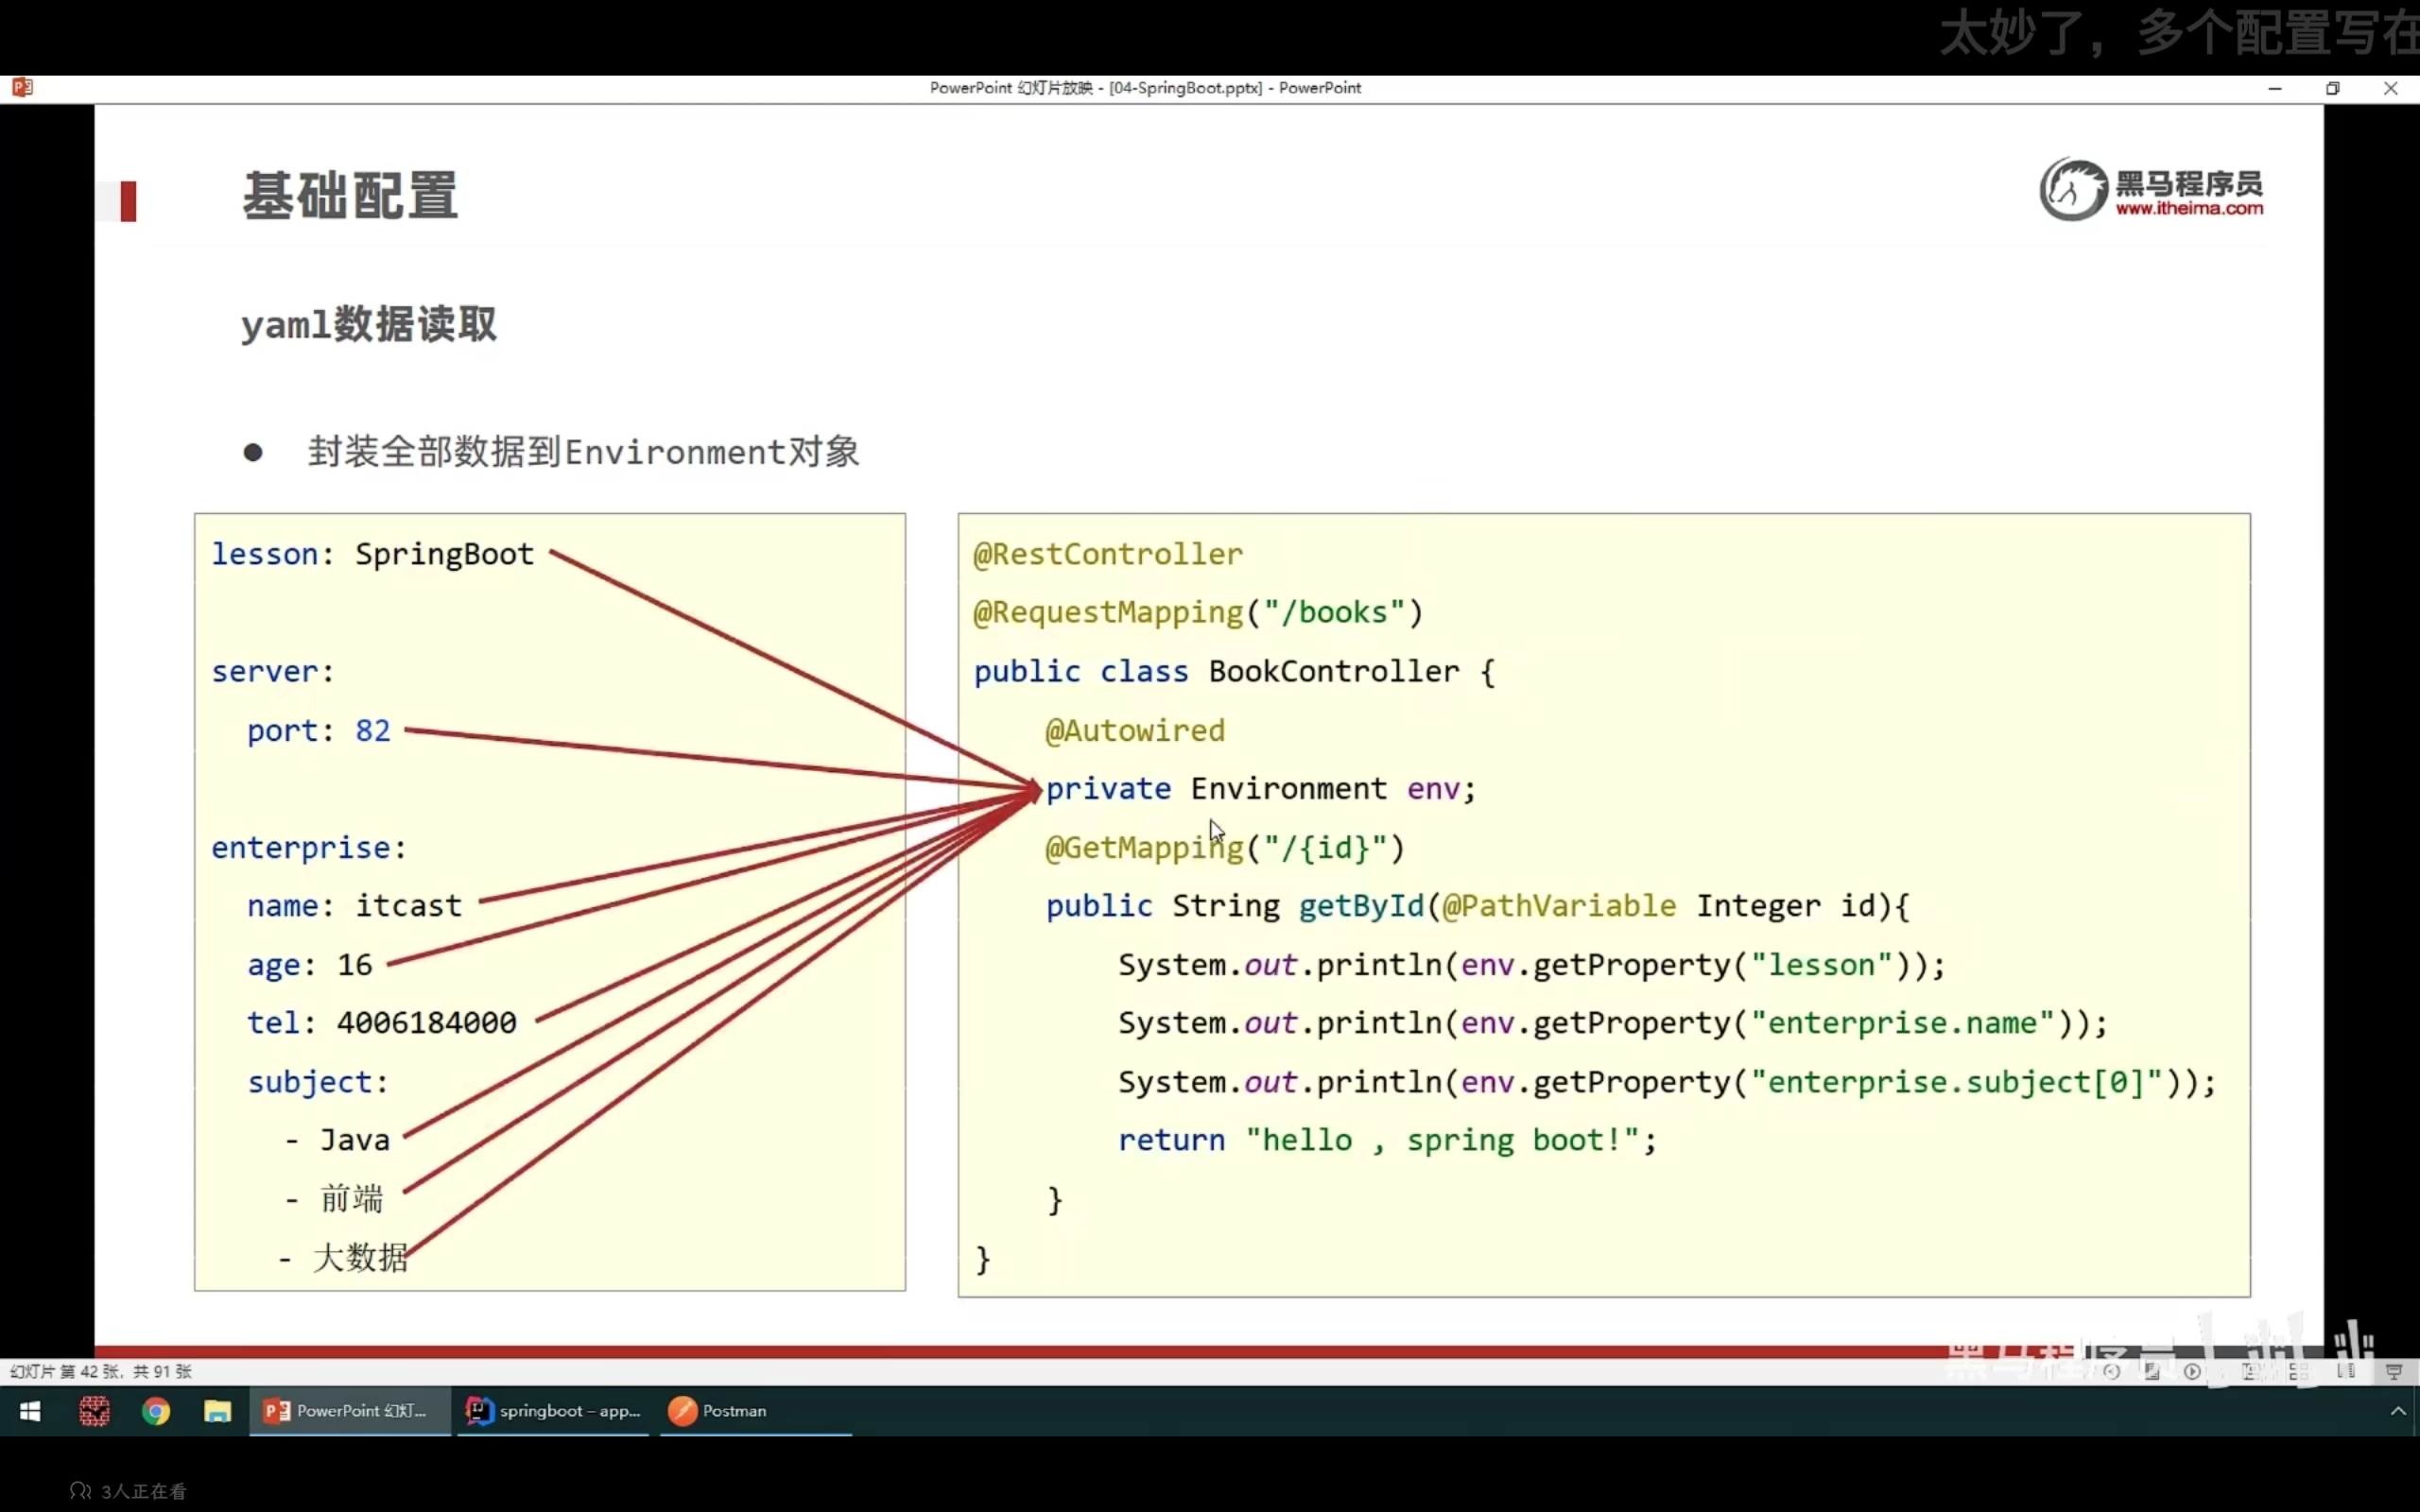 太妙了，多个配置写在
PowerPoint 幻灯片放映 - [04-SpringBoot.pptx] - PowerPoint
基础配置
黑马程序员
www.itheima.com
yaml数据读取
● 封装全部数据到Environment对象
lesson: SpringBoot
server:
port: 82
enterprise:
name: itcast
age: 16
tel: 4006184000
subject:
- Java
- 前端
- 大数据
@RestController
@RequestMapping("/books")
public class BookController {
@Autowired
private Environment env;
@GetMapping("/{id}")
public String getById(@PathVariable Integer id){
System.out.println(env.getProperty("lesson"));
System.out.println(env.getProperty("enterprise.name"));
System.out.println(env.getProperty("enterprise.subject[0]"));
return "hello , spring boot!";
}
}
黑马程序员
幻灯片 第 42 张，共 91 张
PowerPoint 幻灯...
springboot – app...
Postman
3人正在看